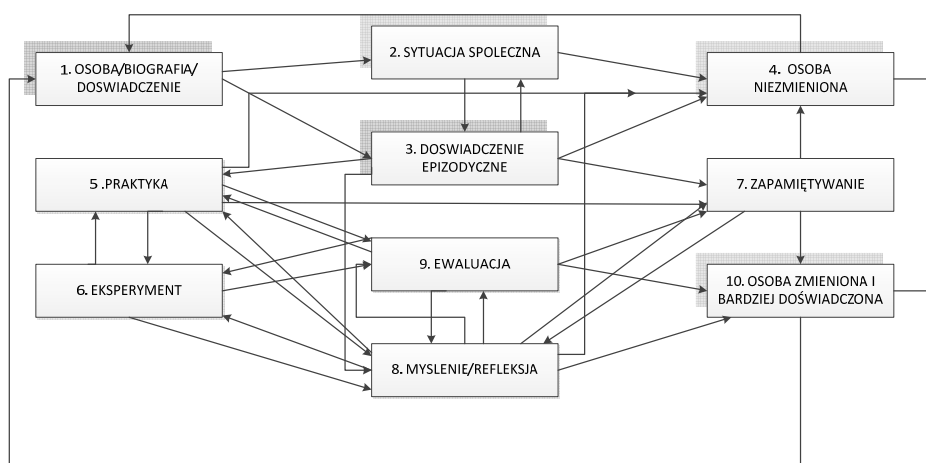 1. OSOBA/BIOGRAFIA/
DOSWIADCZENIE
2. SYTUACJA SPOLECZNA
4. OSOBA
NIEZMIENIONA
3. DOSWIADCZENIE
EPIZODYCZNE
5 .PRAKTYKA
7. ZAPAMIĘTYWANIE
9. EWALUACJA
6. EKSPERYMENT
10. OSOBA ZMIENIONA I
BARDZIEJ DOŚWIADCZONA
8. MYSLENIE/REFLEKSJA